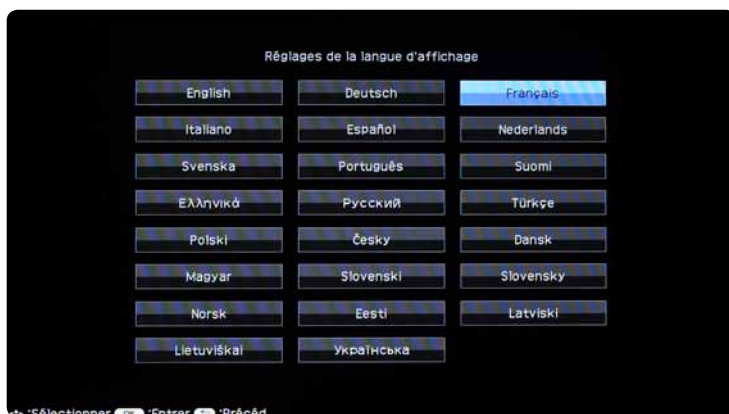 Réglages de la langue d'affichage
English Deutsch Français
Italiano Español Nederlands
Svenska Português Suomi
Ελληνικά Русский Türkçe
Polski Česky Dansk
Magyar Slovenski Slovensky
Norsk Eesti Latviski
Lietuviškai Українська
:Sélectionner OK :Entrer :Précéd.